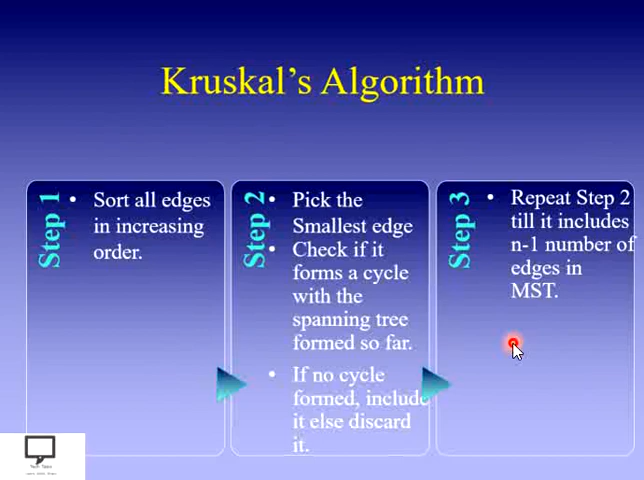 Kruskal's Algorithm
Step 1
• Sort all edges
in increasing
order.
Step 2
• Pick the
Smallest edge
• Check if it
forms a cycle
with the
spanning tree
formed so far.
• If no cycle
formed, include
it else discard
it.
Step 3
• Repeat Step 2
till it includes
n-1 number of
edges in
MST.